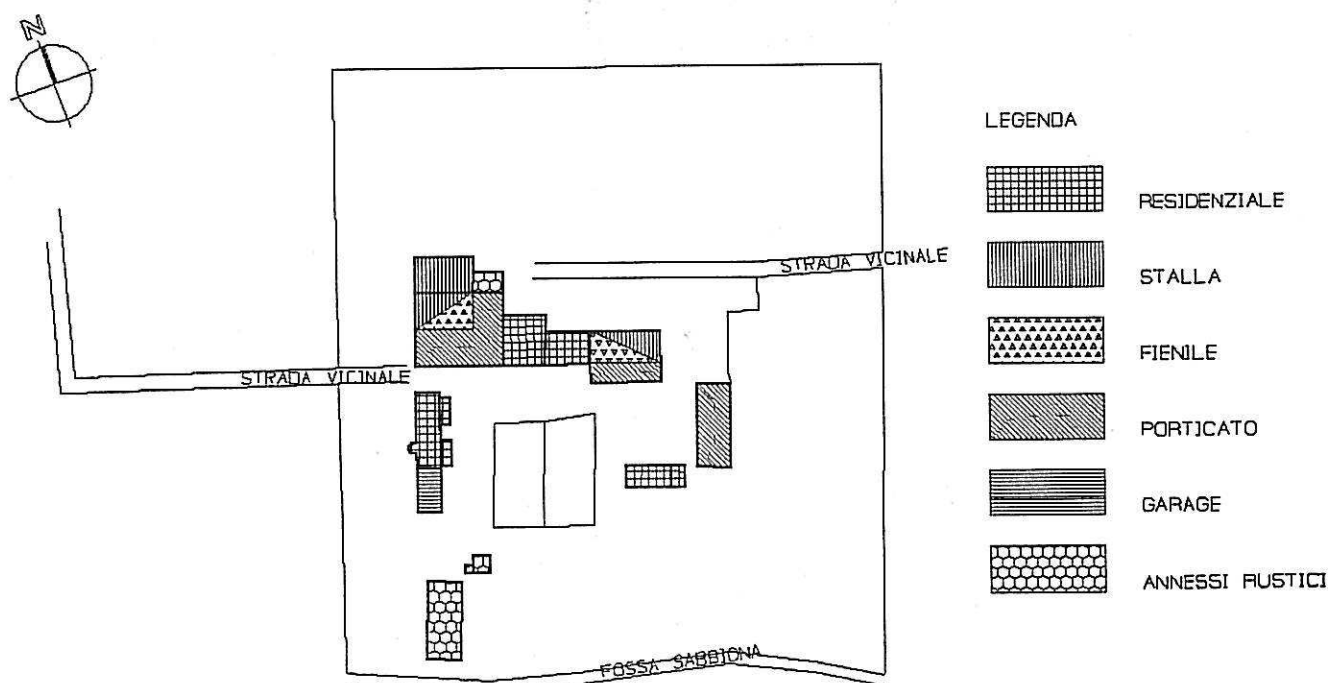 N
LEGENDA
RESIDENZIALE
STRADA VICINALE
STALLA
FIENILE
STRADA VICINALE
PORTICATO
GARAGE
ANNESSI RUSTICI
FOSSA SABBIONA